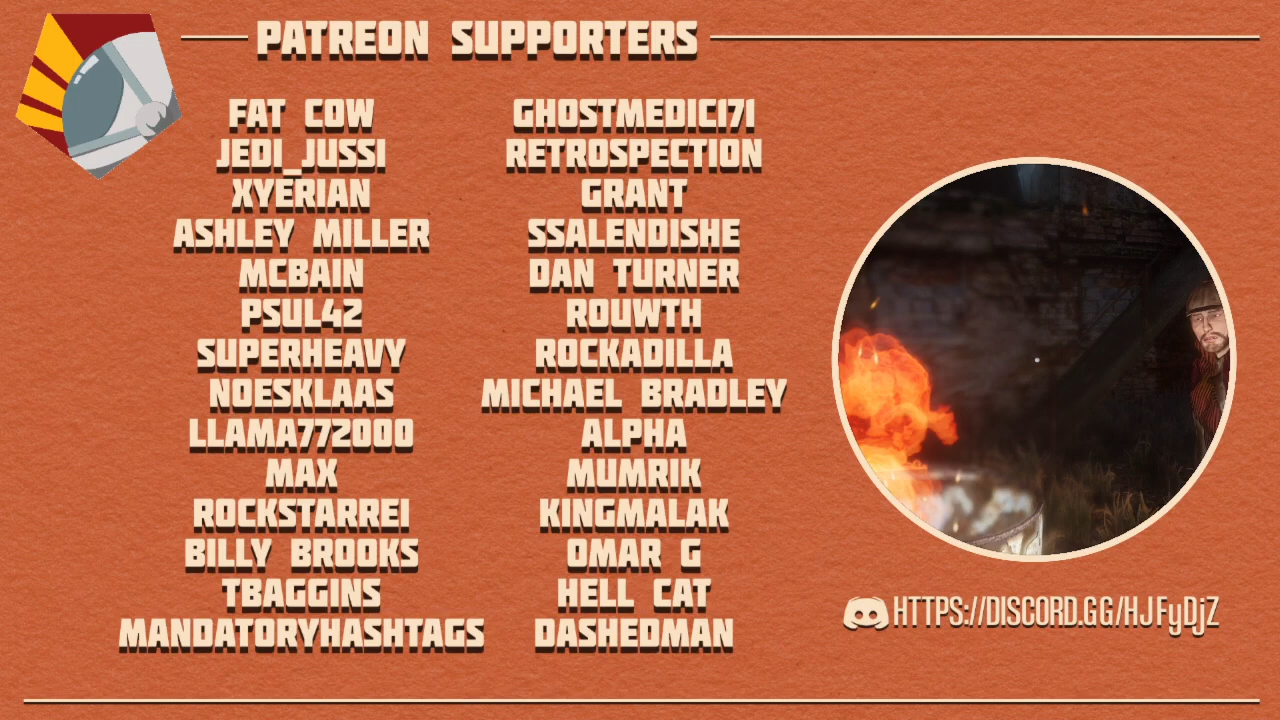 PATREON SUPPORTERS
FAT COW
JEDI_JUSSI
XYERIAN
ASHLEY MILLER
MCBAIN
PSUL42
SUPERHEAVY
NOESKLAAS
LLAMA772000
MAX
ROCKSTARREI
BILLY BROOKS
TBAGGINS
MANDATORYHASHTAGS
GHOSTMEDIC171
RETROSPECTION
GRANT
SSALENDISHE
DAN TURNER
ROUWTH
ROCKADILLA
MICHAEL BRADLEY
ALPHA
MUMRIK
KINGMALAK
OMAR G
HELL CAT
DASHEDMAN
HTTPS://DISCORD.GG/HJFyDjZ